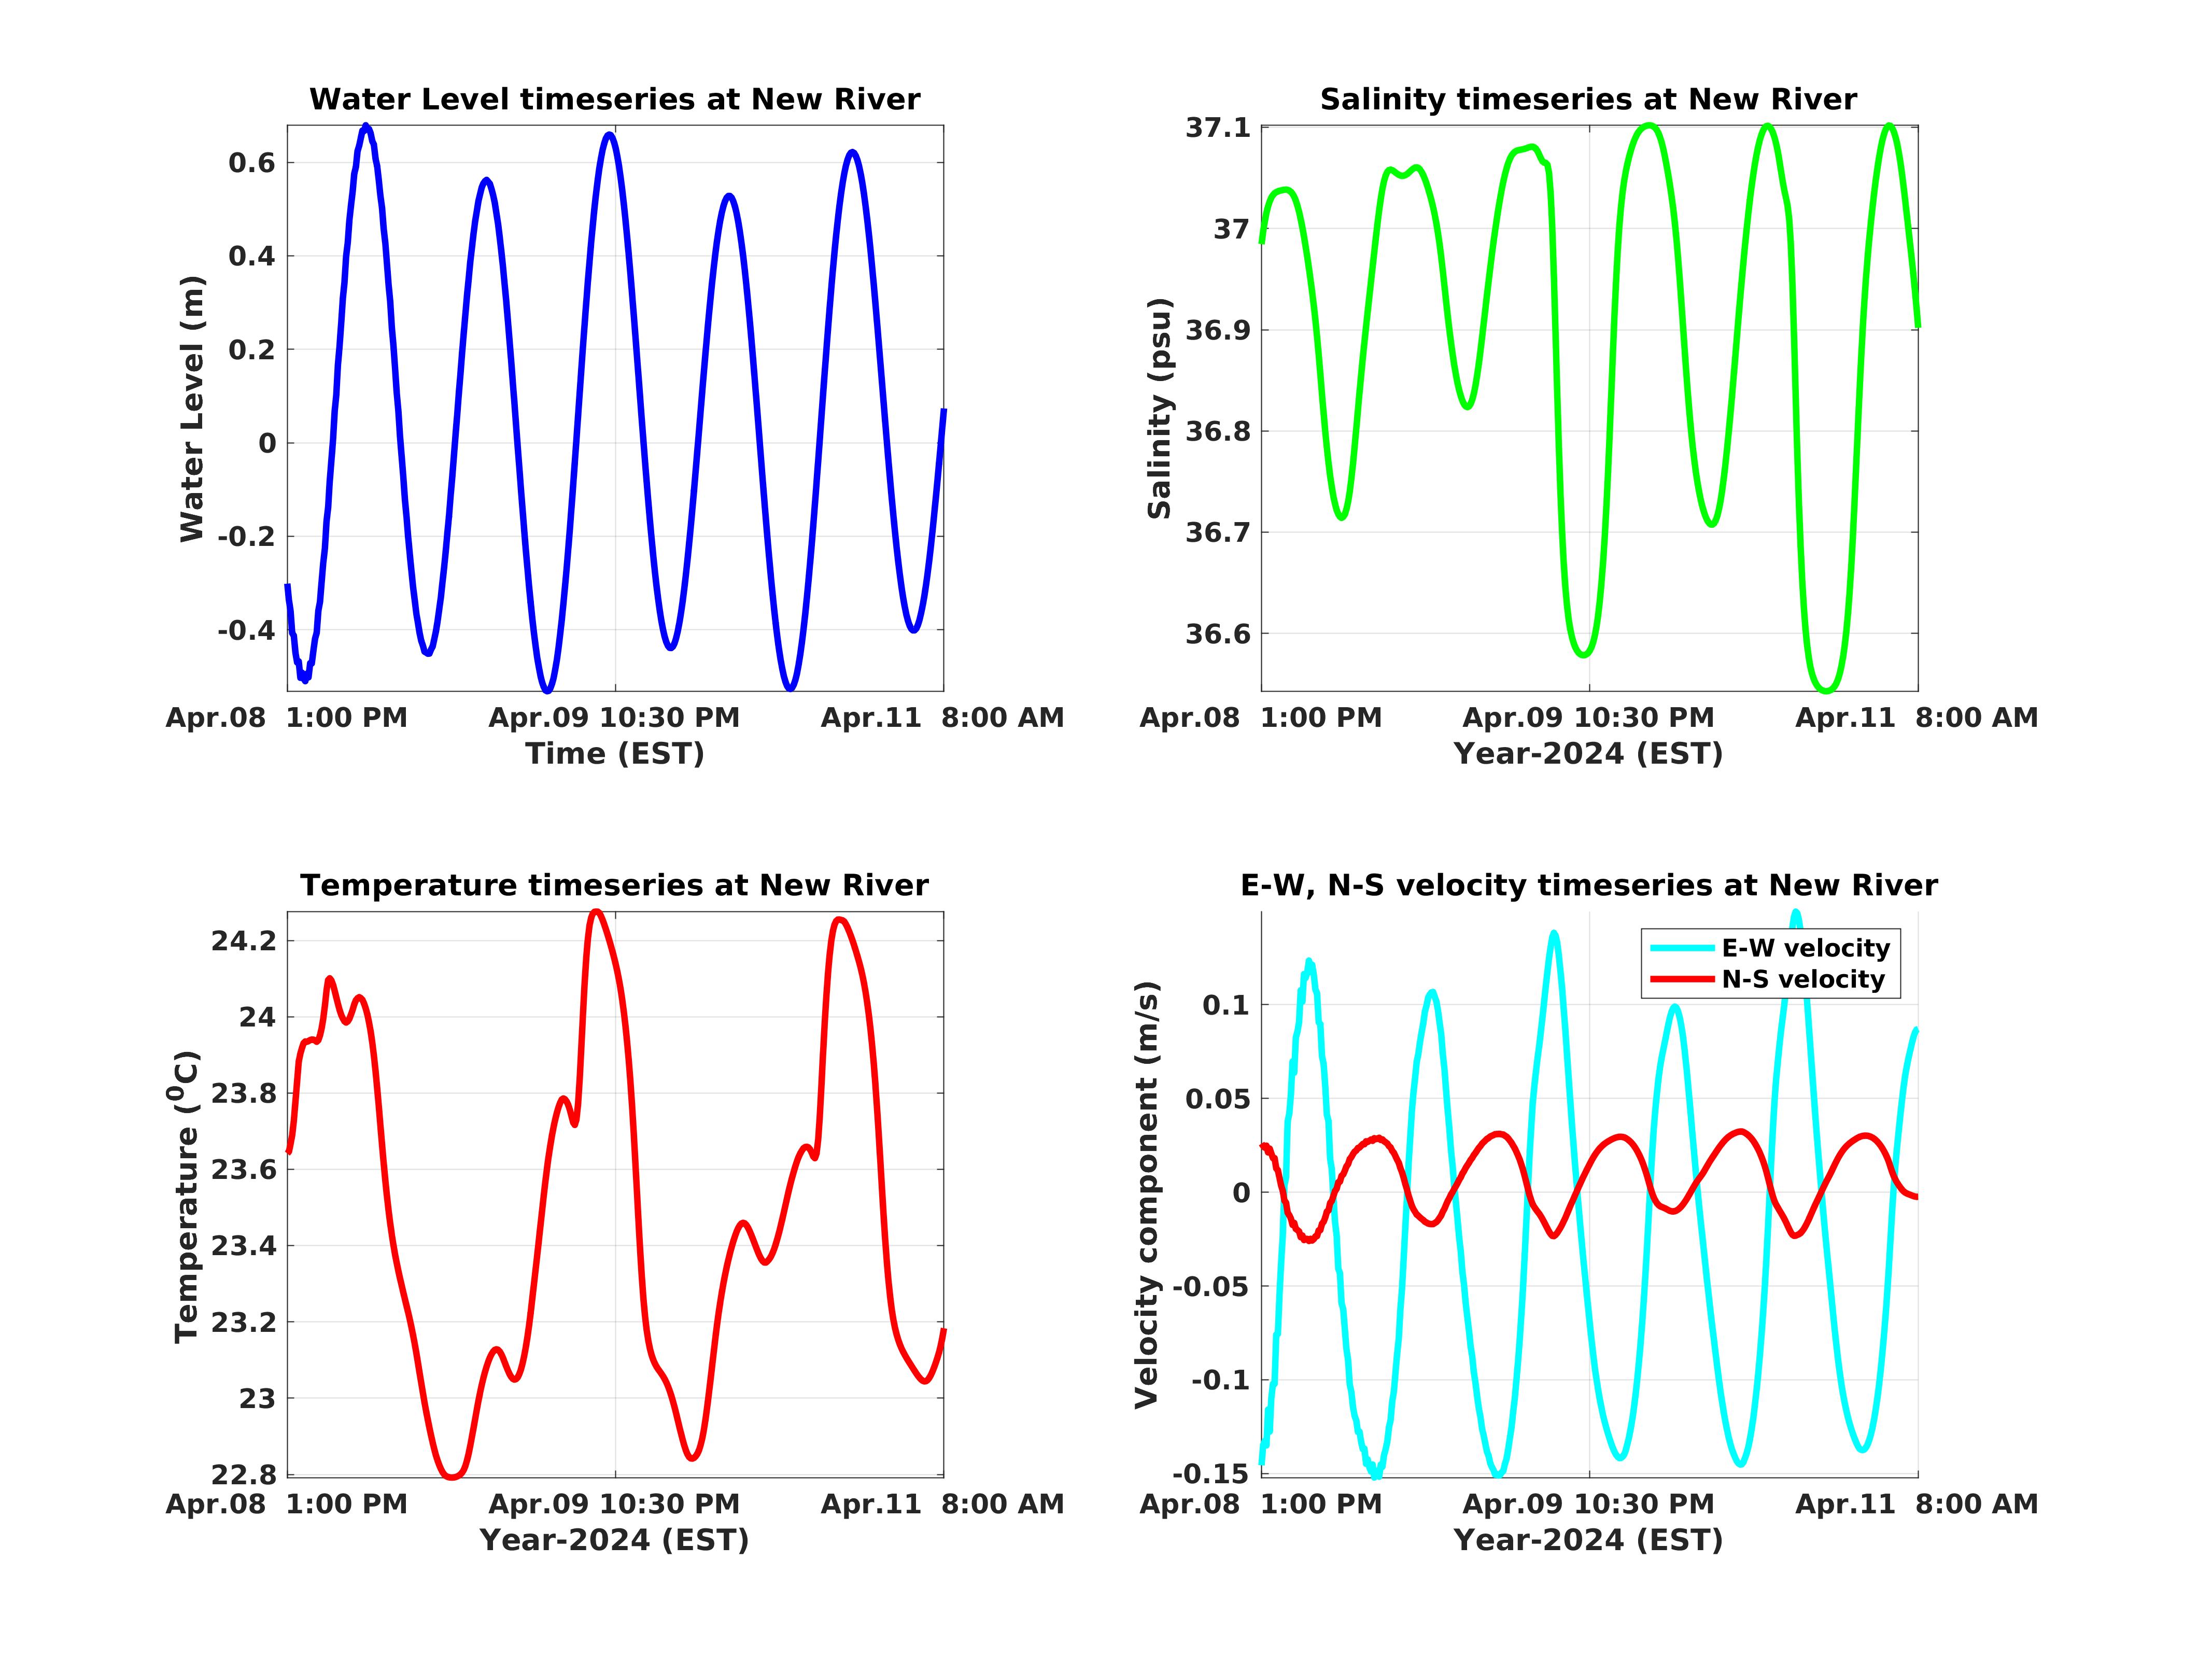 Water Level timeseries at New River
Water Level (m)
0.6
0.4
0.2
0
-0.2
-0.4
Apr.08 1:00 PM Apr.09 10:30 PM Apr.11 8:00 AM
Time (EST)
Salinity timeseries at New River
Salinity (psu)
37.1
37
36.9
36.8
36.7
36.6
Apr.08 1:00 PM Apr.09 10:30 PM Apr.11 8:00 AM
Year-2024 (EST)
Temperature timeseries at New River
Temperature (⁰C)
24.2
24
23.8
23.6
23.4
23.2
23
22.8
Apr.08 1:00 PM Apr.09 10:30 PM Apr.11 8:00 AM
Year-2024 (EST)
E-W, N-S velocity timeseries at New River
Velocity component (m/s)
E-W velocity
N-S velocity
0.1
0.05
0
-0.05
-0.1
-0.15
Apr.08 1:00 PM Apr.09 10:30 PM Apr.11 8:00 AM
Year-2024 (EST)